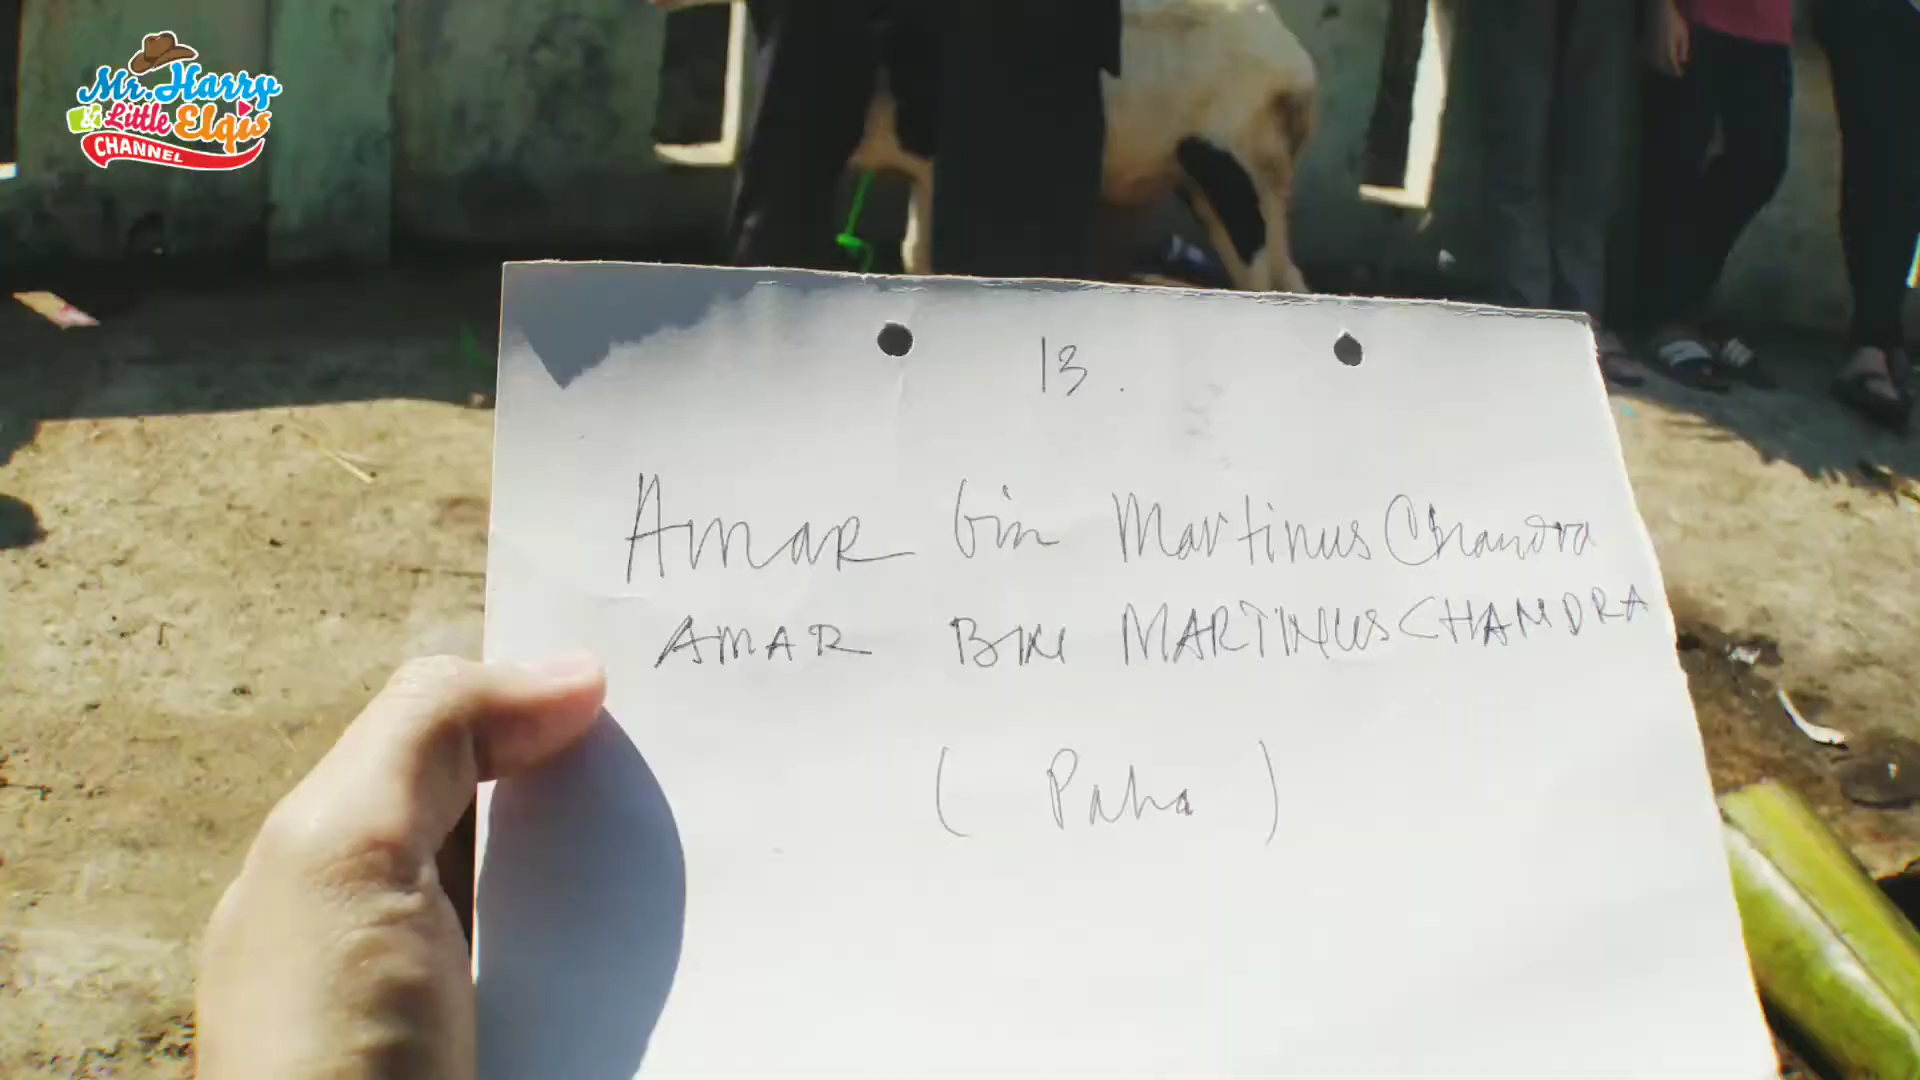 Mr. Harry
& Little Elqis
CHANNEL
13.
Amar bin Martinus Chandra
AMAR BIN MARTINUS CHANDRA
( Paha )